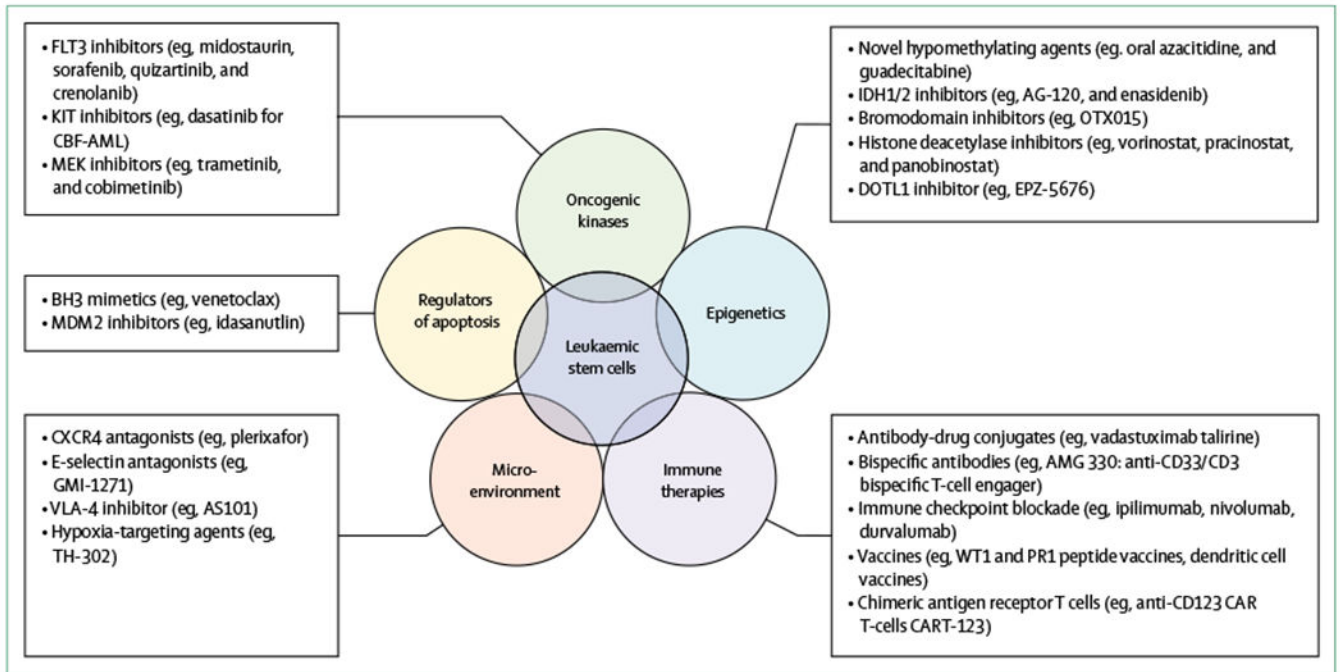 • FLT3 inhibitors (eg, midostaurin,
sorafenib, quizartinib, and
crenolanib)
• KIT inhibitors (eg, dasatinib for
CBF-AML)
• MEK inhibitors (eg, trametinib,
and cobimetinib)
• Novel hypomethylating agents (eg. oral azacitidine, and
guadecitabine)
• IDH1/2 inhibitors (eg, AG-120, and enasidenib)
• Bromodomain inhibitors (eg, OTX015)
• Histone deacetylase inhibitors (eg, vorinostat, pracinostat,
and panobinostat)
• DOTL1 inhibitor (eg, EPZ-5676)
Oncogenic
kinases
• BH3 mimetics (eg, venetoclax)
• MDM2 inhibitors (eg, idasanutlin)
Regulators
of apoptosis
Epigenetics
Leukaemic
stem cells
• CXCR4 antagonists (eg, plerixafor)
• E-selectin antagonists (eg,
GMI-1271)
• VLA-4 inhibitor (eg, AS101)
• Hypoxia-targeting agents (eg,
TH-302)
Micro-
environment
Immune
therapies
• Antibody-drug conjugates (eg, vadastuximab talirine)
• Bispecific antibodies (eg, AMG 330: anti-CD33/CD3
bispecific T-cell engager)
• Immune checkpoint blockade (eg, ipilimumab, nivolumab,
durvalumab)
• Vaccines (eg, WT1 and PR1 peptide vaccines, dendritic cell
vaccines)
• Chimeric antigen receptor T cells (eg, anti-CD123 CAR
T-cells CART-123)